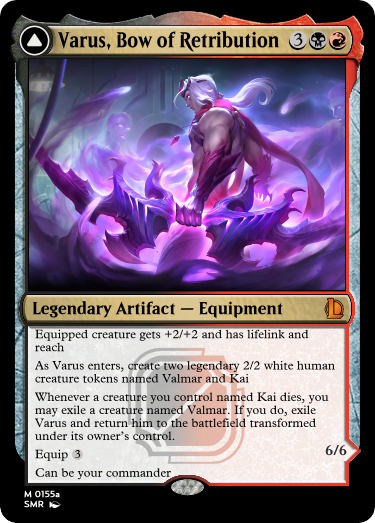 Varus, Bow of Retribution 3
Legendary Artifact — Equipment
Equipped creature gets +2/+2 and has lifelink and
reach
As Varus enters, create two legendary 2/2 white human
creature tokens named Valmar and Kai
Whenever a creature you control named Kai dies, you
may exile a creature named Valmar. If you do, exile
Varus and return him to the battlefield transformed
under its owner's control.
6/6
Equip 3
Can be your commander
M 0155a
SMR